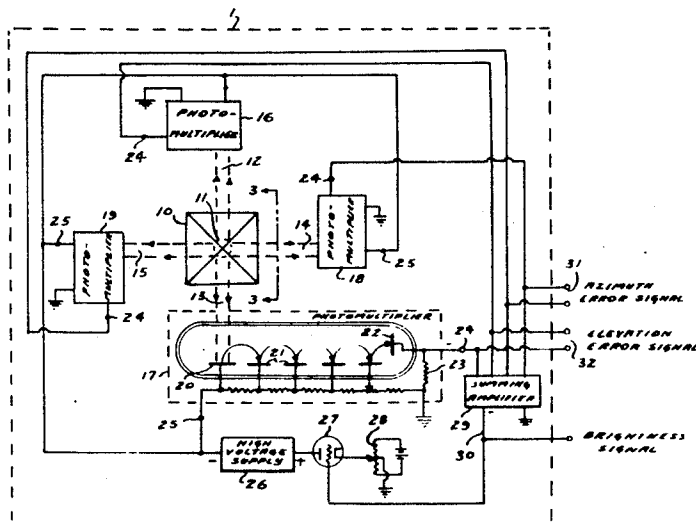 1
PHOTO-
MULTIPLIER
16
24
12
3
24
10
11
14
PHOTO-
MULTIPLIER
18
25
25
19
PHOTO-
MULTIPLIER
15
24
13
3
31
AZIMUTH
ERROR SIGNAL
ELEVATION
ERROR SIGNAL
32
PHOTOMULTIPLIER
22
24
17
20
21
23
SUMMING
AMPLIFIER
29
25
27
28
30
BRIGHTNESS
SIGNAL
HIGH
VOLTAGE
SUPPLY
26